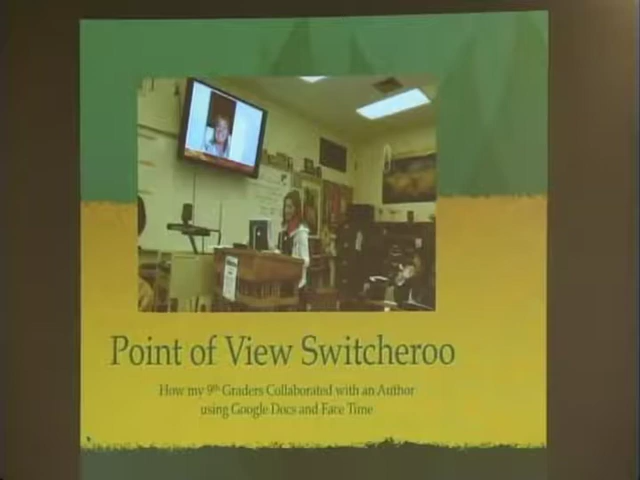 Point of View Switcheroo
How my 9th Graders Collaborated with an Author
using Google Docs and Face Time